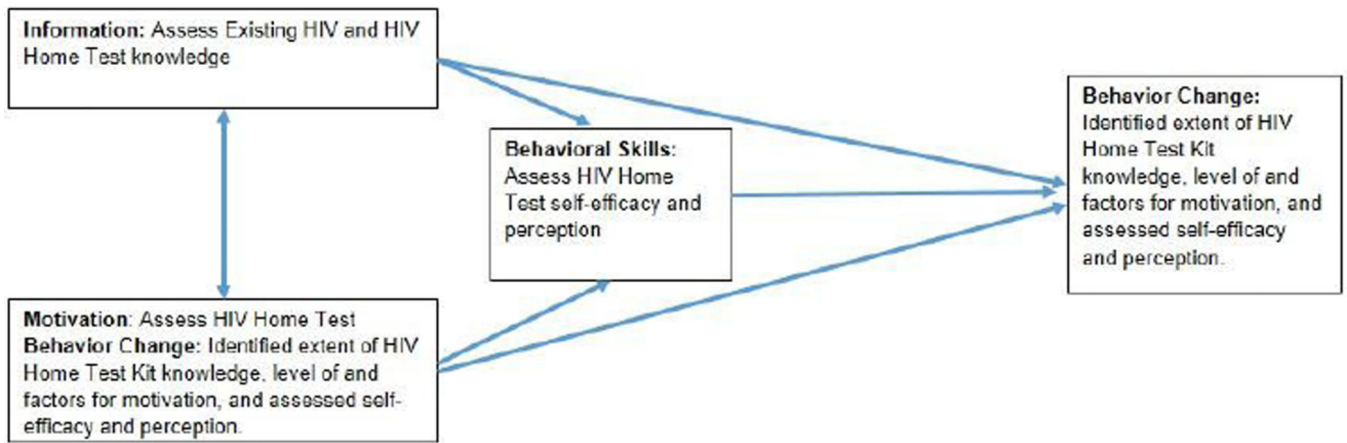 Information: Assess Existing HIV and HIV
Home Test knowledge
Behavioral Skills:
Assess HIV Home
Test self-efficacy and
perception
Behavior Change:
Identified extent of HIV
Home Test Kit
knowledge, level of and
factors for motivation, and
assessed self-efficacy
and perception.
Motivation: Assess HIV Home Test
Behavior Change: Identified extent of HIV
Home Test Kit knowledge, level of and
factors for motivation, and assessed self-
efficacy and perception.